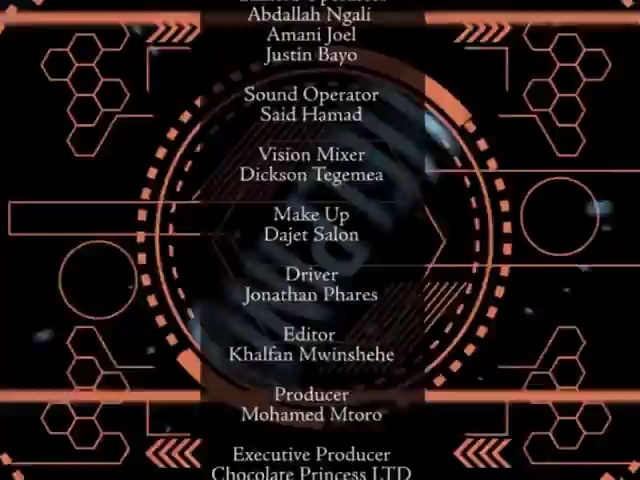 Abdallah Ngali
Amani Joel
Justin Bayo
Sound Operator
Said Hamad
Vision Mixer
Dickson Tegemea
Make Up
Dajet Salon
Driver
Jonathan Phares
Editor
Khalfan Mwinshehe
Producer
Mohamed Mtoro
Executive Producer
Chocolate Princess LTD